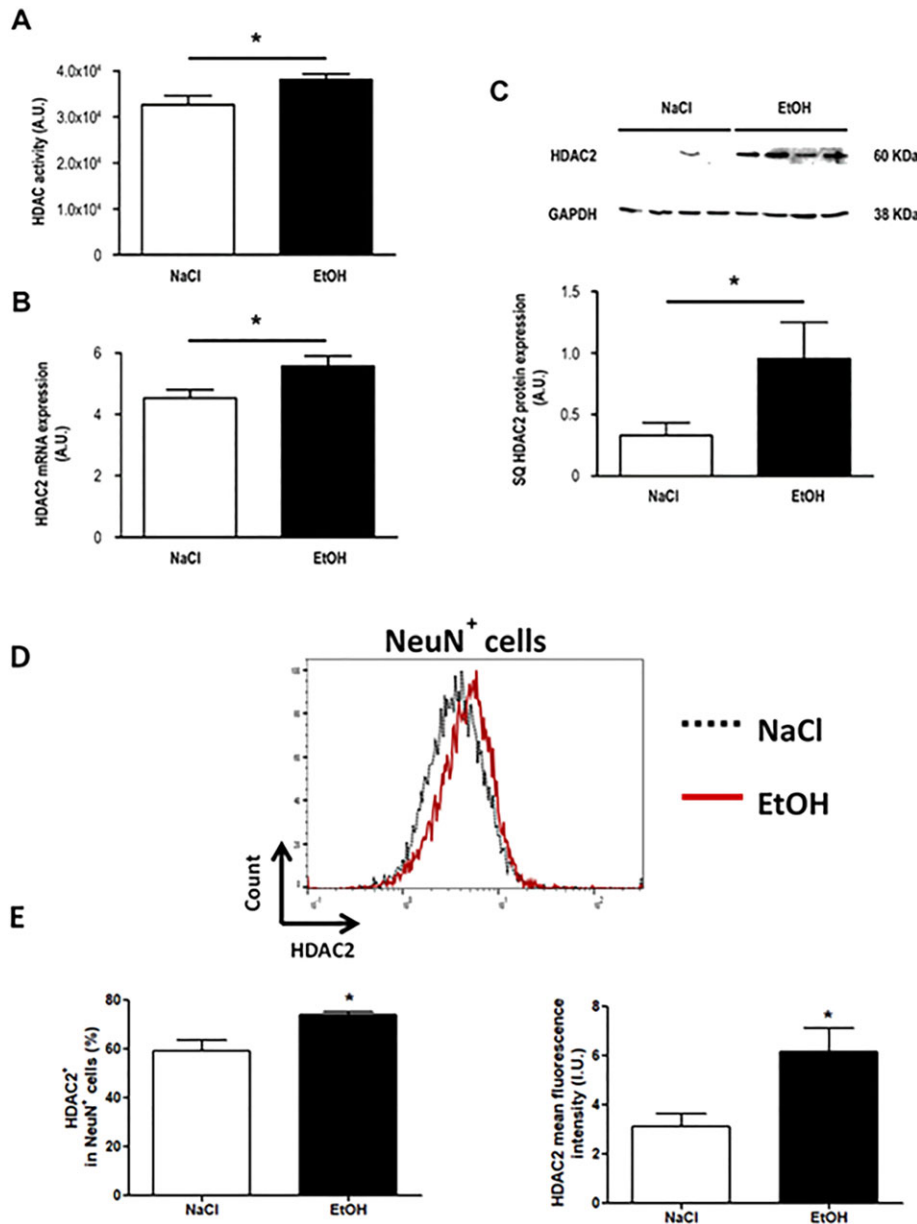 A
*
HDAC activity (A.U.)
4.0x10⁴
3.0x10⁴
2.0x10⁴
1.0x10⁴
0
NaCl
EtOH
B
*
HDAC2 mRNA expression
(A.U.)
6
4
2
0
NaCl
EtOH
C
NaCl
EtOH
HDAC2
60 KDa
GAPDH
38 KDa
*
SQ HDAC2 protein expression
(A.U.)
1.5
1.0
0.5
0
NaCl
EtOH
D
NeuN⁺ cells
Count
HDAC2
NaCl
EtOH
E
HDAC2⁺
in NeuN⁺ cells (%)
80
60
40
20
0
*
NaCl
EtOH
HDAC2 mean fluorescence
intensity (I.U.)
8
6
4
2
0
*
NaCl
EtOH